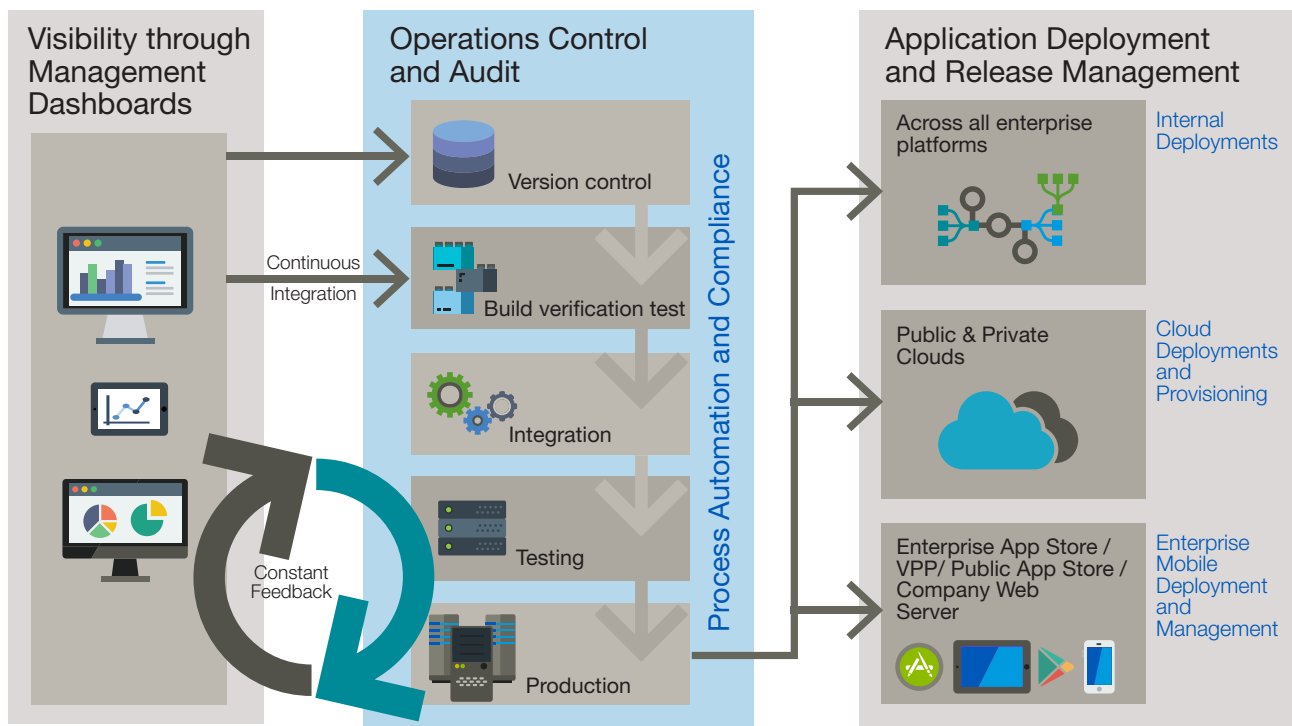 Visibility through
Management
Dashboards
Continuous
Integration
Constant
Feedback
Operations Control
and Audit
Version control
Build verification test
Integration
Testing
Production
Process Automation and Compliance
Application Deployment
and Release Management
Across all enterprise
platforms
Internal
Deployments
Public & Private
Clouds
Cloud
Deployments
and
Provisioning
Enterprise App Store /
VPP/ Public App Store /
Company Web
Server
Enterprise
Mobile
Deployment
and
Management